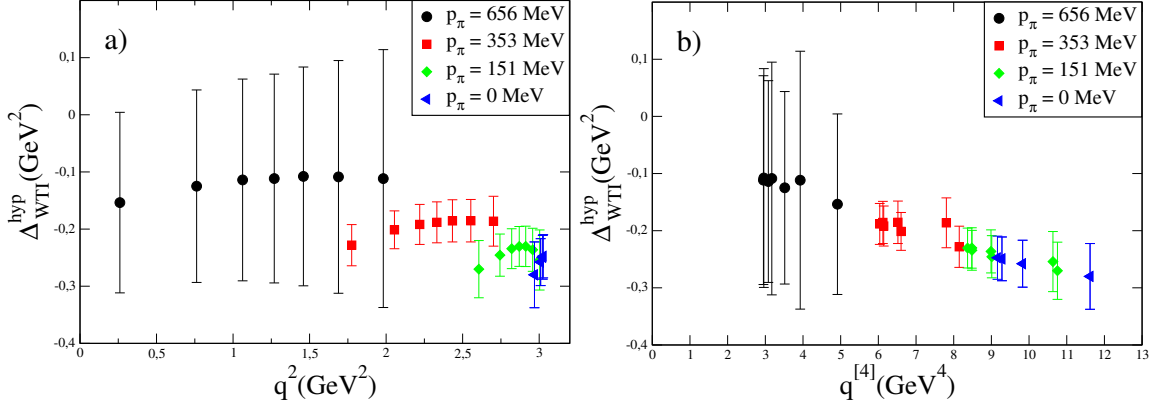 a)
p_π = 656 MeV
p_π = 353 MeV
p_π = 151 MeV
p_π = 0 MeV
Δ_WTI^hyp(GeV^2)
0,1
0
-0,1
-0,2
-0,3
-0,4
0 0,5 1 1,5 2 2,5 3
q^2(GeV^2)
b)
p_π = 656 MeV
p_π = 353 MeV
p_π = 151 MeV
p_π = 0 MeV
Δ_WTI^hyp(GeV^2)
0,1
0
-0,1
-0,2
-0,3
-0,4
0 1 2 3 4 5 6 7 8 9 10 11 12 13
q^[4](GeV^4)